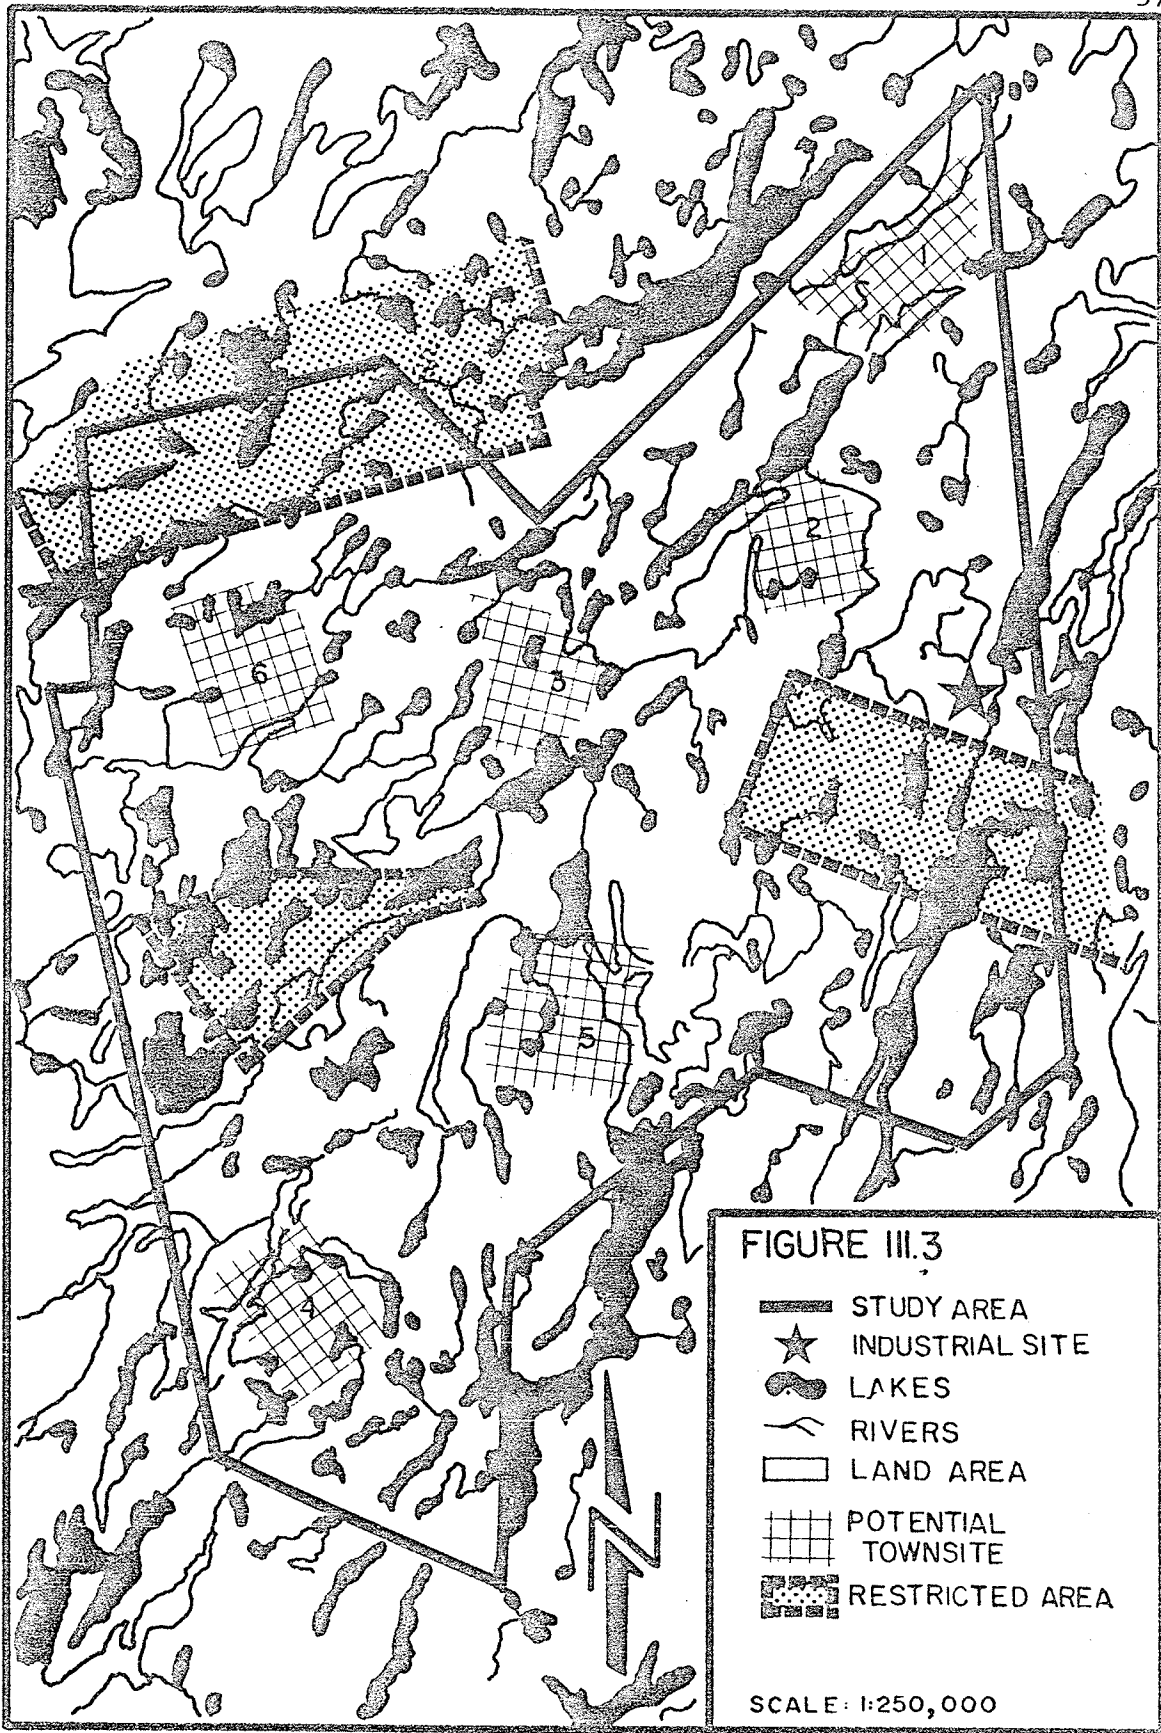 1
2
3
6
5
4
FIGURE III.3
STUDY AREA
INDUSTRIAL SITE
LAKES
RIVERS
LAND AREA
POTENTIAL
TOWNSITE
RESTRICTED AREA
SCALE: 1:250,000